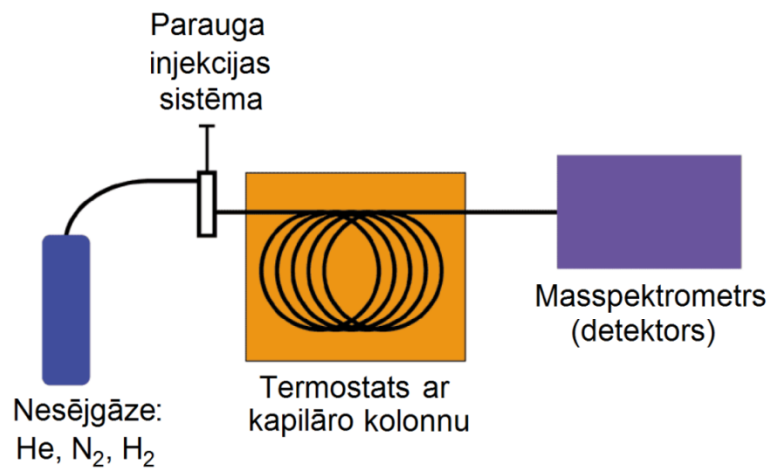 Parauga
injekcijas
sistēma
Masspektrometrs
(detektors)
Termostats ar
kapilāro kolonnu
Nesējgāze:
He, N₂, H₂